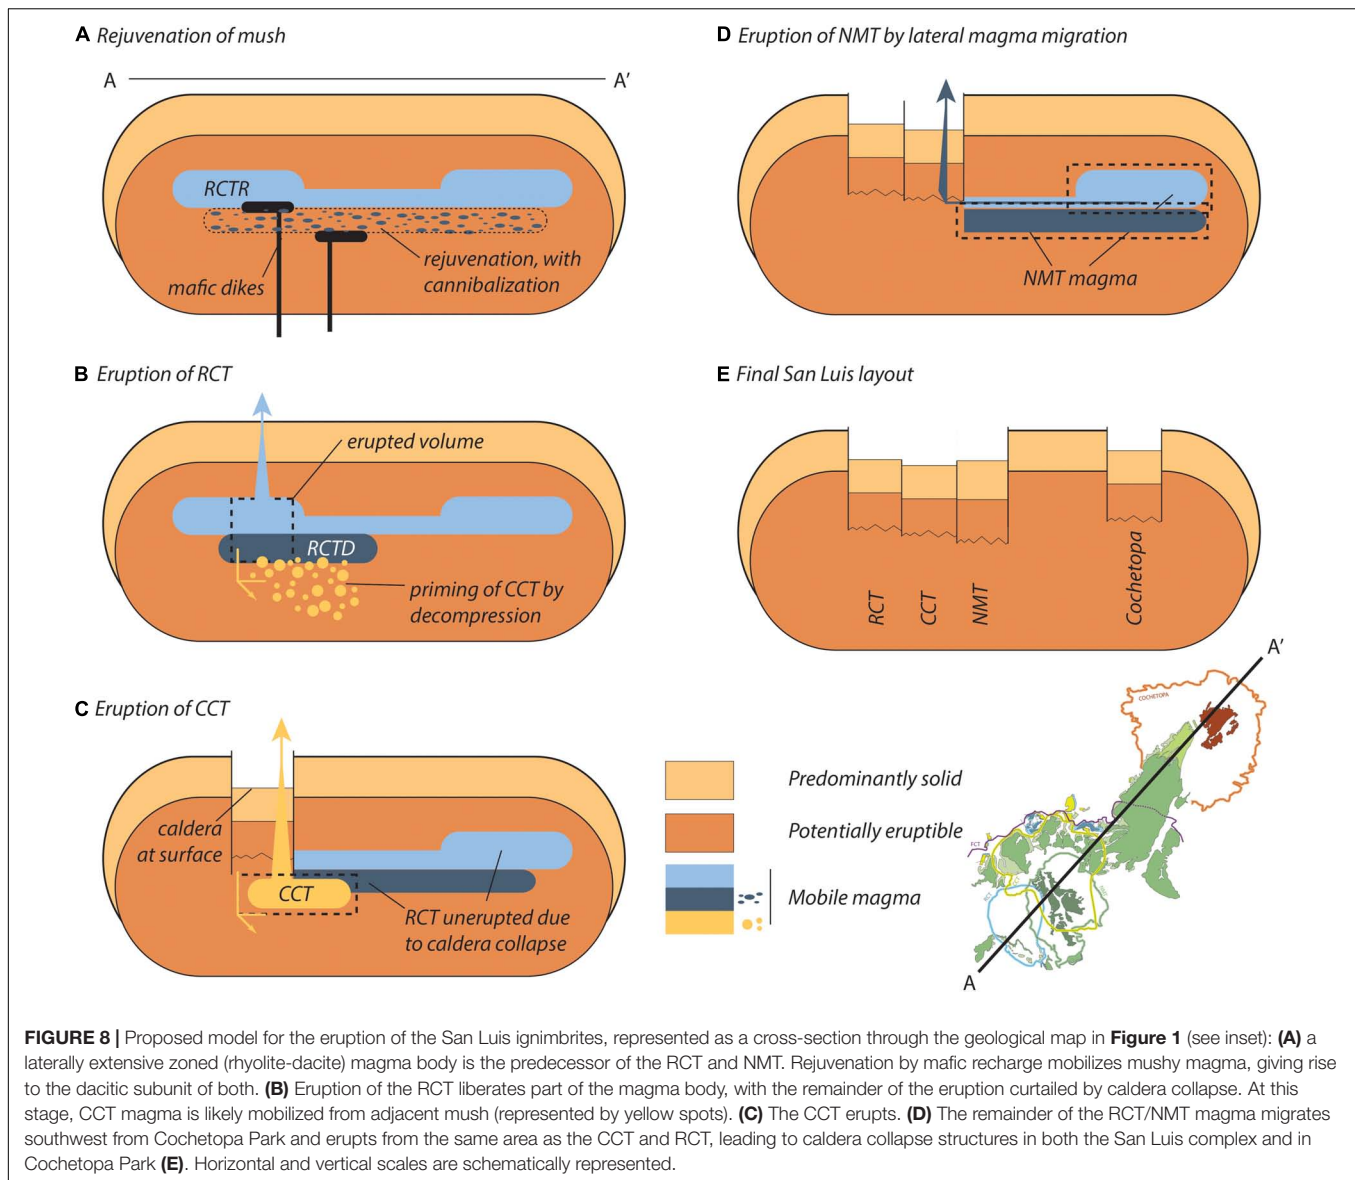 A Rejuvenation of mush
A
A'
RCTR
mafic dikes
rejuvenation, with
cannibalization
B Eruption of RCT
erupted volume
RCTD
priming of CCT by
decompression
C Eruption of CCT
caldera
at surface
CCT
RCT unerupted due
to caldera collapse
D Eruption of NMT by lateral magma migration
NMT magma
E Final San Luis layout
RCT
CCT
NMT
Cochetopa
Predominantly solid
Potentially eruptible
Mobile magma
A'
COCHETOPA
FCT
A
FIGURE 8 | Proposed model for the eruption of the San Luis ignimbrites, represented as a cross-section through the geological map in Figure 1 (see inset): (A) a
laterally extensive zoned (rhyolite-dacite) magma body is the predecessor of the RCT and NMT. Rejuvenation by mafic recharge mobilizes mushy magma, giving rise
to the dacitic subunit of both. (B) Eruption of the RCT liberates part of the magma body, with the remainder of the eruption curtailed by caldera collapse. At this
stage, CCT magma is likely mobilized from adjacent mush (represented by yellow spots). (C) The CCT erupts. (D) The remainder of the RCT/NMT magma migrates
southwest from Cochetopa Park and erupts from the same area as the CCT and RCT, leading to caldera collapse structures in both the San Luis complex and in
Cochetopa Park (E). Horizontal and vertical scales are schematically represented.